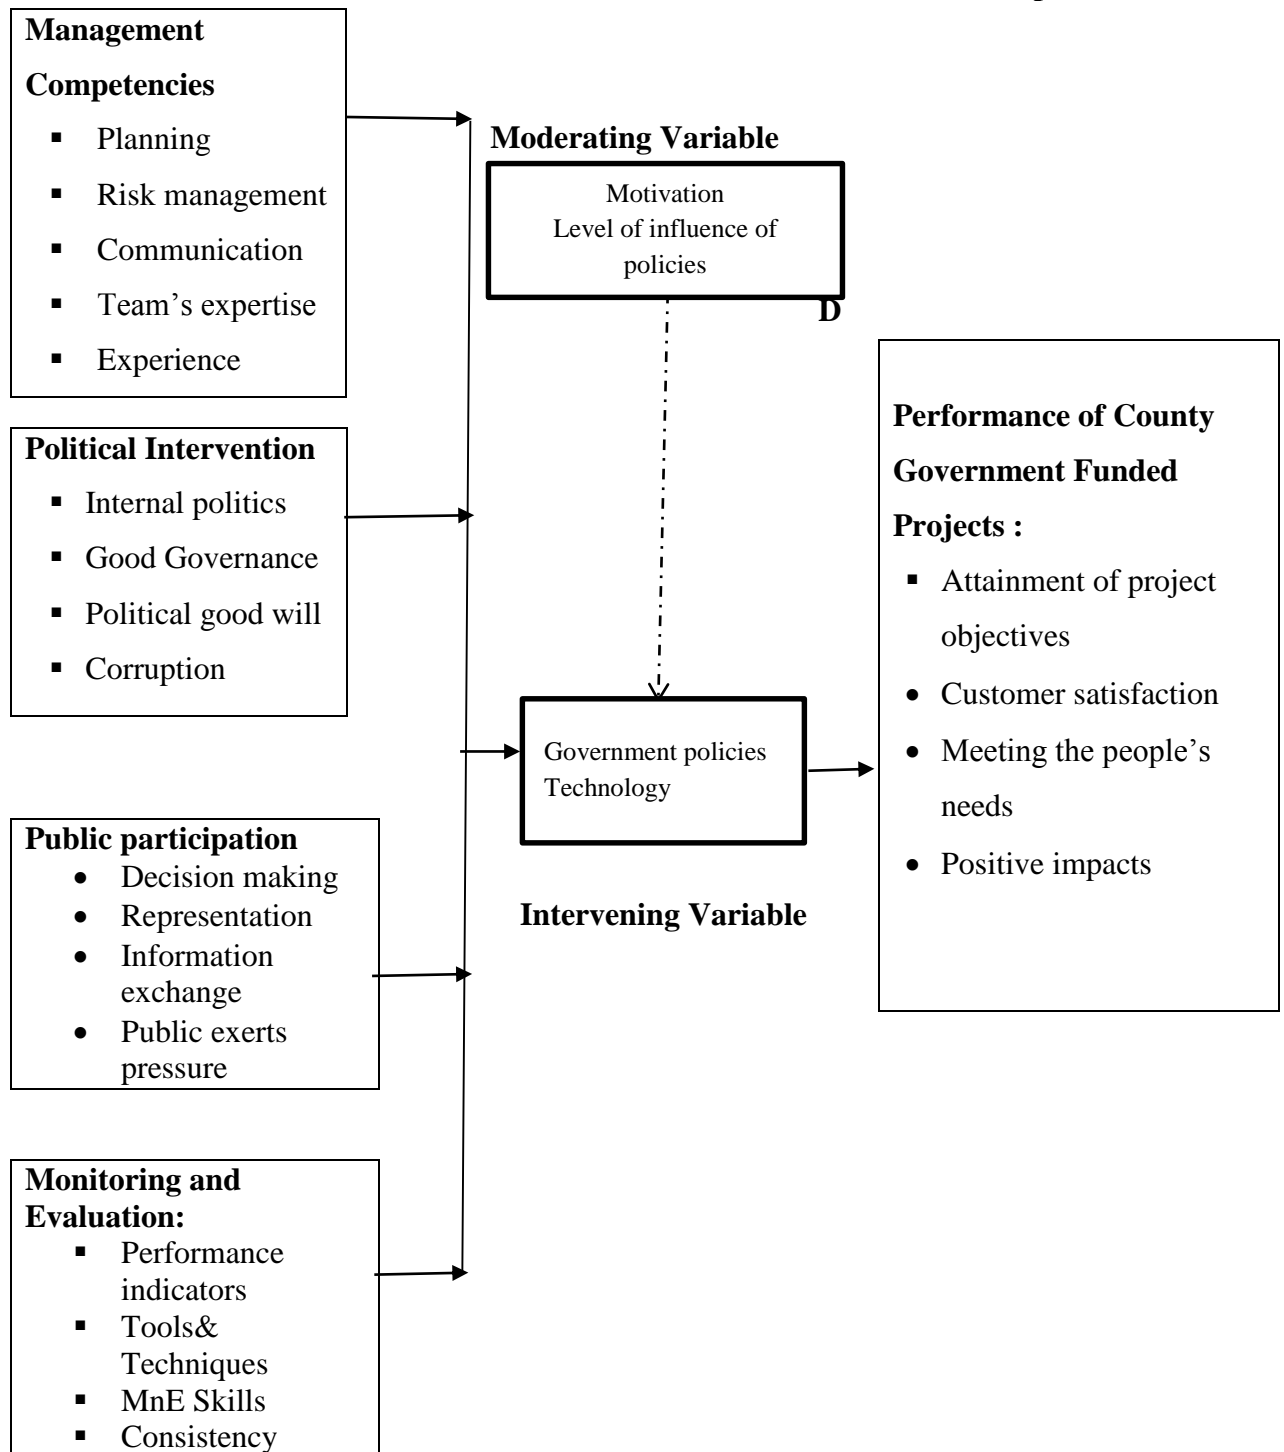 Management
Competencies
▪ Planning
▪ Risk management
▪ Communication
▪ Team’s expertise
▪ Experience
Political Intervention
▪ Internal politics
▪ Good Governance
▪ Political good will
▪ Corruption
Public participation
• Decision making
• Representation
• Information
exchange
• Public exerts
pressure
Monitoring and
Evaluation:
▪ Performance
indicators
▪ Tools&
Techniques
▪ MnE Skills
▪ Consistency
Moderating Variable
Motivation
Level of influence of
policies
D
Government policies
Technology
Intervening Variable
Performance of County
Government Funded
Projects :
▪ Attainment of project
objectives
• Customer satisfaction
• Meeting the people’s
needs
• Positive impacts